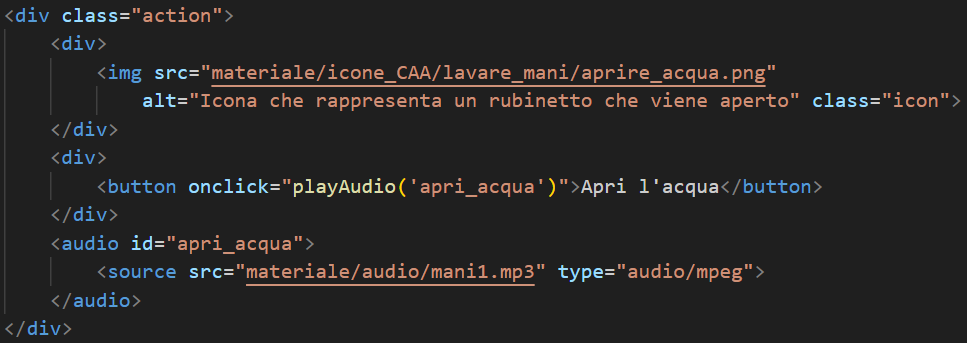 <div class="action">
    <div>
        <img src="materiale/icone_CAA/lavare_mani/aprire_acqua.png"
            alt="Icona che rappresenta un rubinetto che viene aperto" class="icon">
    </div>
    <div>
        <button onclick="playAudio('apri_acqua')">Apri l'acqua</button>
    </div>
    <audio id="apri_acqua">
        <source src="materiale/audio/mani1.mp3" type="audio/mpeg">
    </audio>
</div>